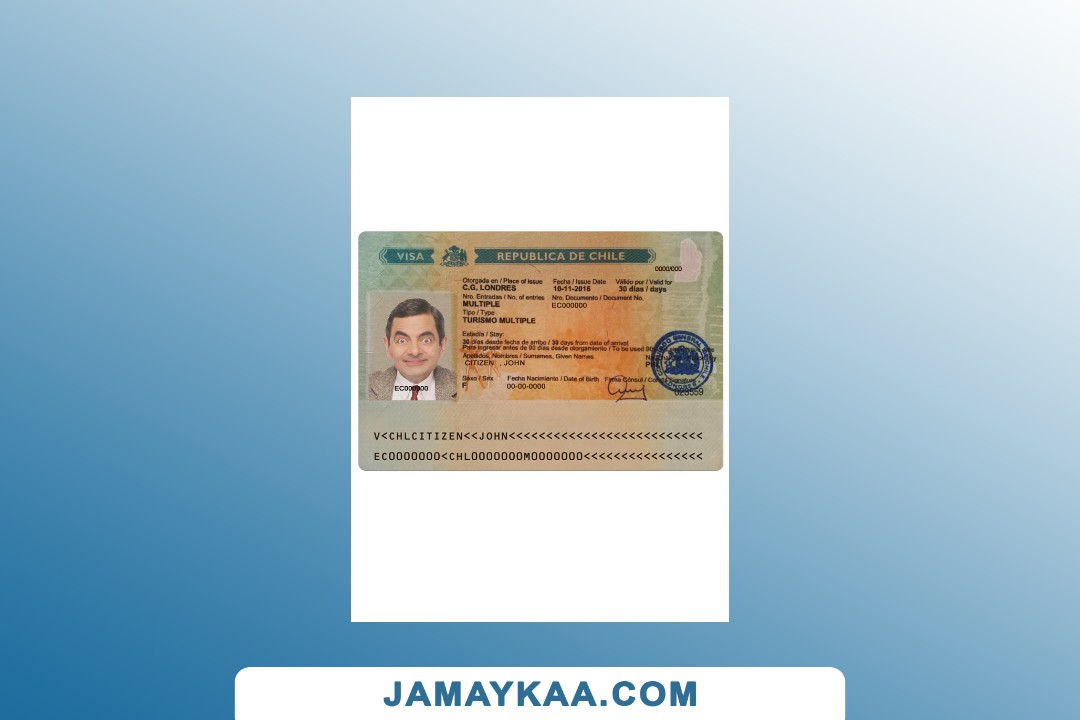 VISA REPUBLICA DE CHILE
0000/000
Otorgada en / Place of Issue Fecha / Issue Date Válido por / Valid for
C.G. LONDRES 10-11-2016 30 días / days
Nro. Entradas / No. of entries Nro. Documento / Document No.
MULTIPLE EC000000
Tipo / Type
TURISMO MULTIPLE
Estadía / Stay:
30 días desde fecha de arribo / 30 days from date of arrival
Para ingresar antes de 90 días desde otorgamiento / To be used 90
Apellidos, Nombres / Surnames, Given Names
CITIZEN , JOHN
Sexo / Sex Fecha Nacimiento / Date of Birth Firma Cónsul /
F 00-00-0000
EC000000
023559
V<CHLCITIZEN<<JOHN<<<<<<<<<<<<<<<<<<<<<<<<<<
EC0000000<CHL0000000M0000000<<<<<<<<<<<<<<<<
JAMAYKAA.COM